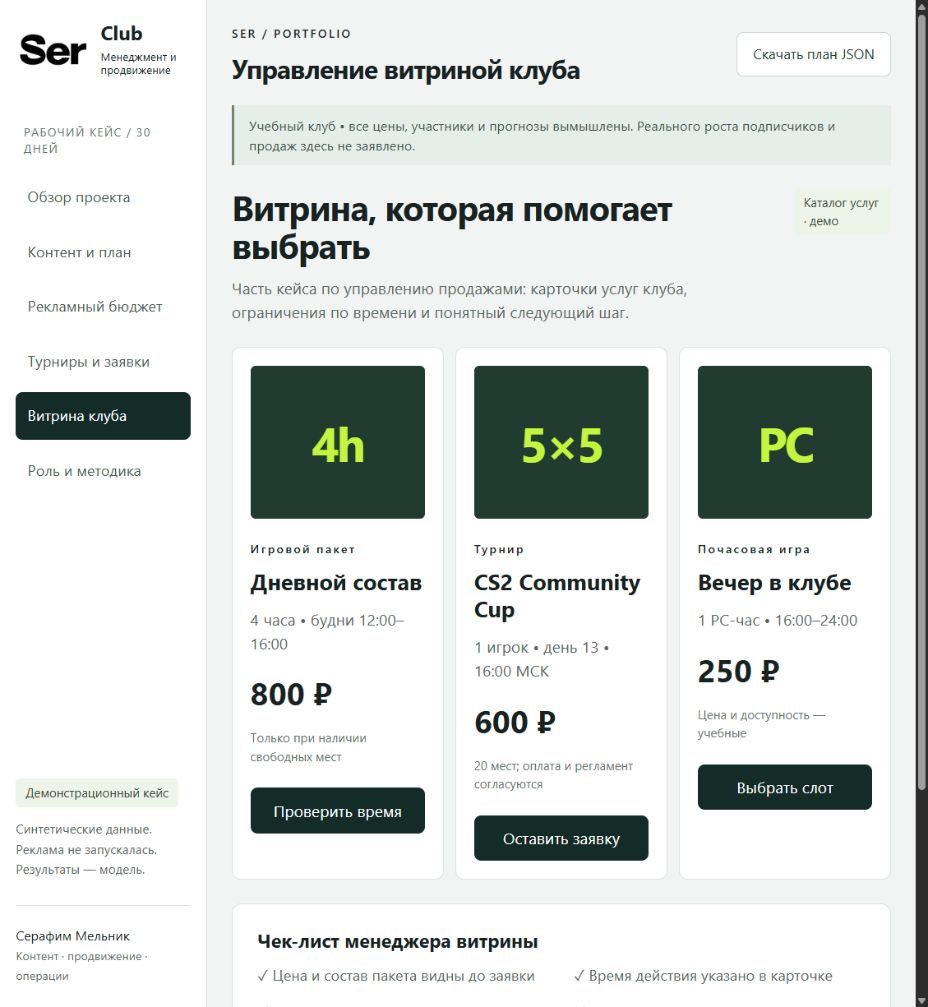 Ser
Club
Менеджмент и
продвижение
РАБОЧИЙ КЕЙС / 30
ДНЕЙ
Обзор проекта
Контент и план
Рекламный бюджет
Турниры и заявки
Витрина клуба
Роль и методика
Демонстрационный кейс
Синтетические данные.
Реклама не запускалась.
Результаты — модель.
Серафим Мельник
Контент · продвижение ·
операции
SER / PORTFOLIO
Управление витриной клуба
Скачать план JSON
Учебный клуб • все цены, участники и прогнозы вымышлены. Реального роста подписчиков и
продаж здесь не заявлено.
Витрина, которая помогает
выбрать
Каталог услуг
· демо
Часть кейса по управлению продажами: карточки услуг клуба,
ограничения по времени и понятный следующий шаг.
4h
Игровой пакет
Дневной состав
4 часа • будни 12:00–
16:00
800 ₽
Только при наличии
свободных мест
Проверить время
5×5
Турнир
CS2 Community
Cup
1 игрок • день 13 •
16:00 МСК
600 ₽
20 мест; оплата и регламент
согласуются
Оставить заявку
PC
Почасовая игра
Вечер в клубе
1 PC-час • 16:00–24:00
250 ₽
Цена и доступность —
учебные
Выбрать слот
Чек-лист менеджера витрины
✓ Цена и состав пакета видны до заявки
✓ Время действия указано в карточке